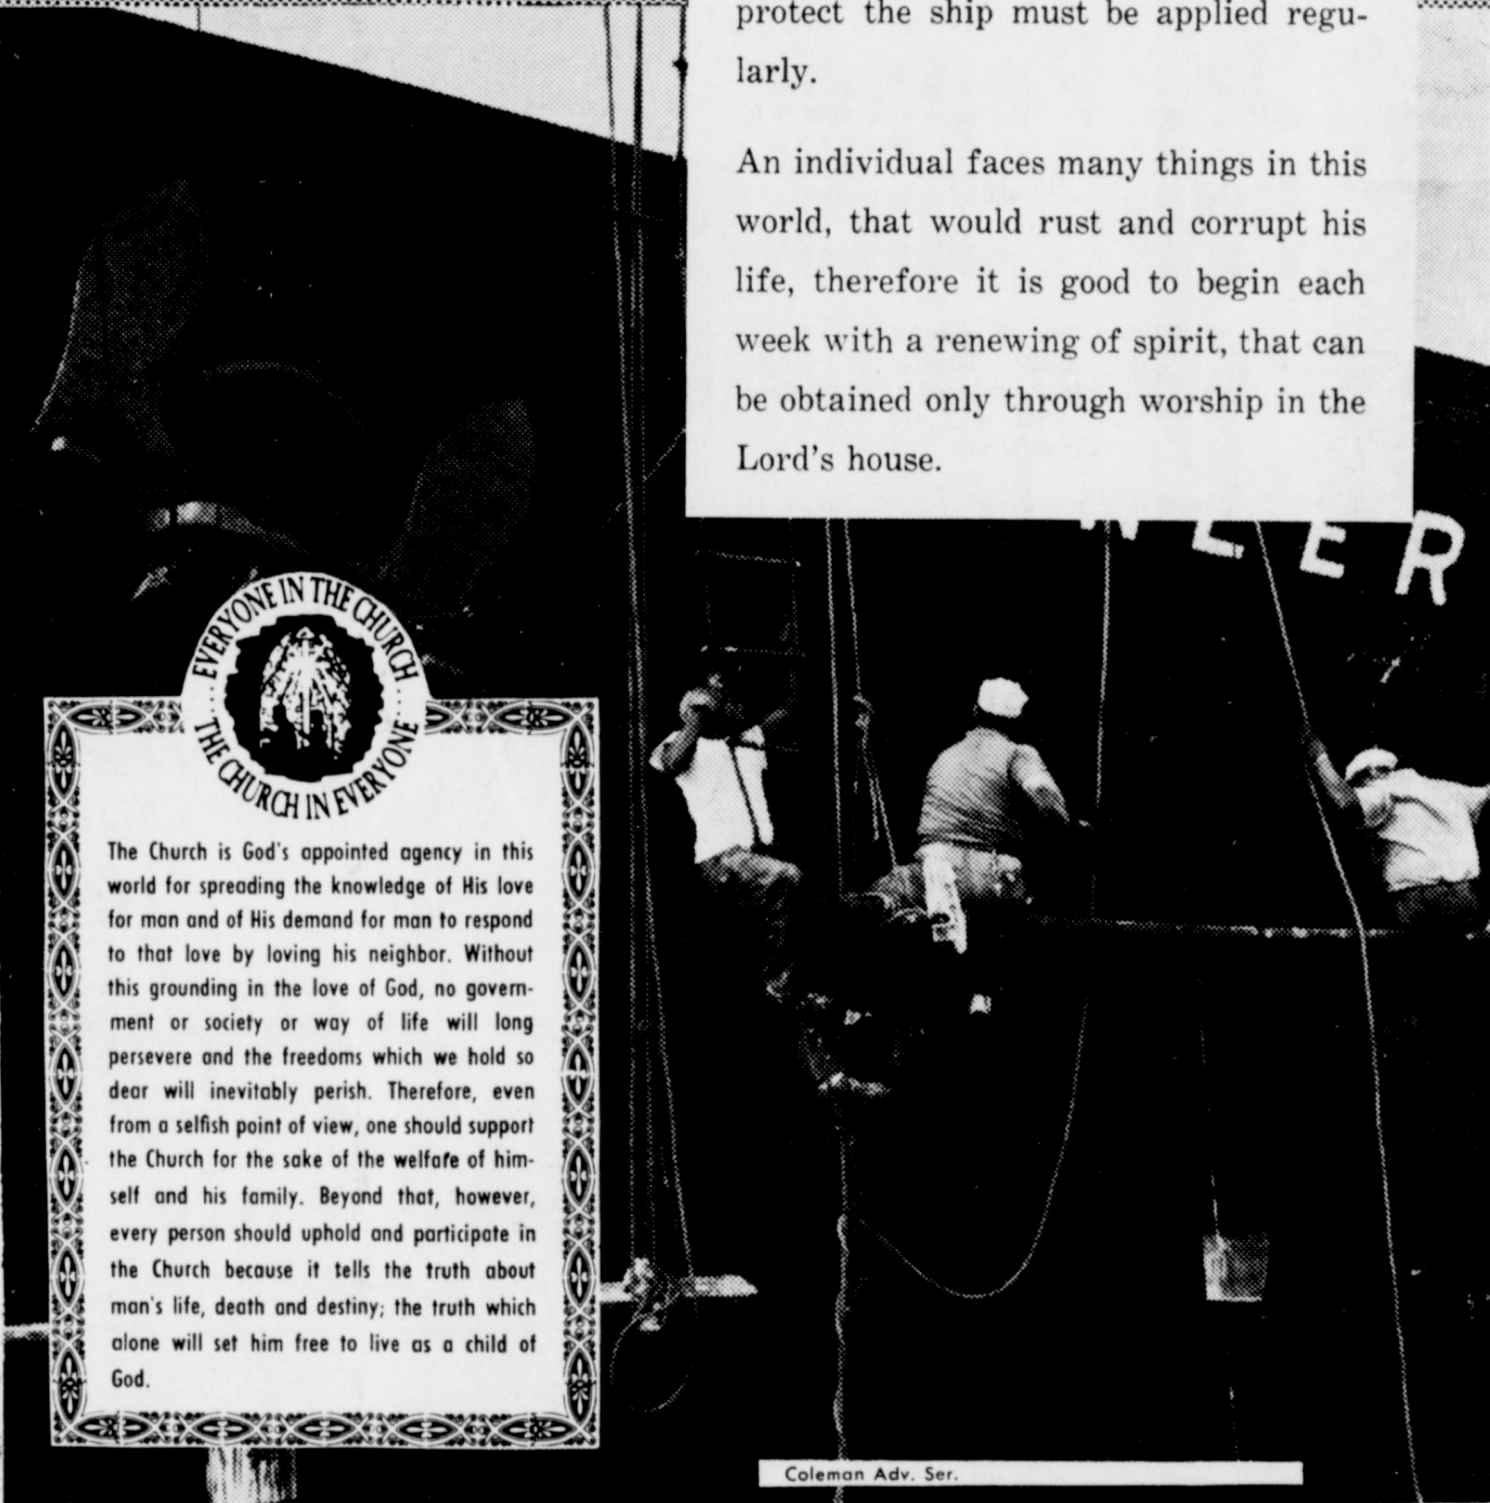 protect the ship must be applied regu-
larly.
An individual faces many things in this
world, that would rust and corrupt his
life, therefore it is good to begin each
week with a renewing of spirit, that can
be obtained only through worship in the
Lord's house.
LER
EVERYONE IN THE CHURCH
THE CHURCH IN EVERYONE
The Church is God's appointed agency in this
world for spreading the knowledge of His love
for man and of His demand for man to respond
to that love by loving his neighbor. Without
this grounding in the love of God, no govern-
ment or society or way of life will long
persevere and the freedoms which we hold so
dear will inevitably perish. Therefore, even
from a selfish point of view, one should support
the Church for the sake of the welfare of him-
self and his family. Beyond that, however,
every person should uphold and participate in
the Church because it tells the truth about
man's life, death and destiny; the truth which
alone will set him free to live as a child of
God.
Coleman Adv. Ser.